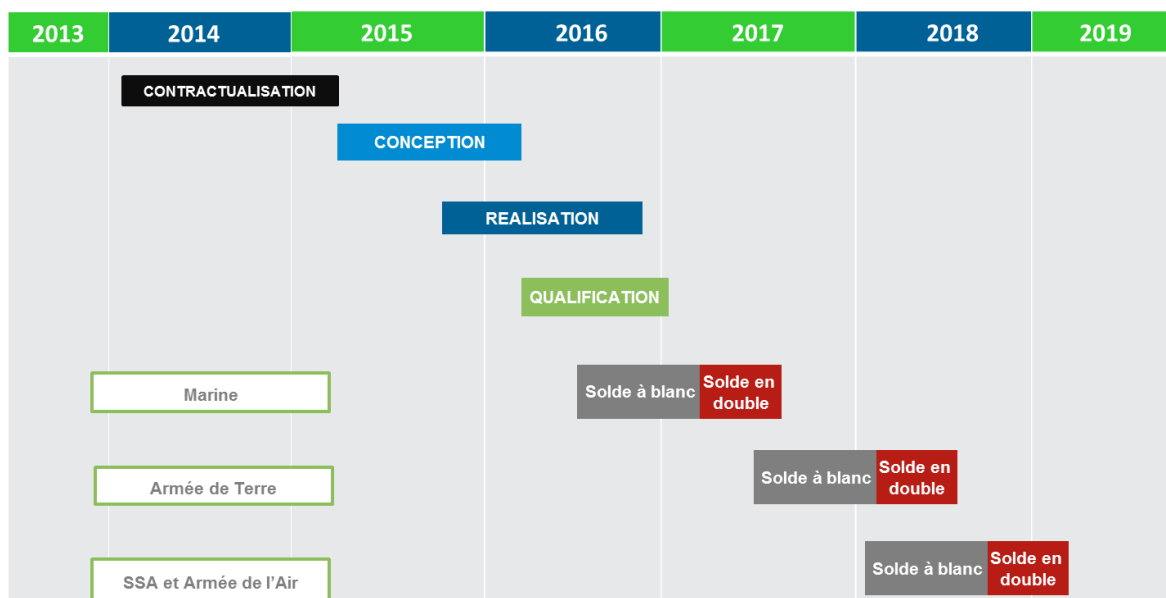 2013 2014 2015 2016 2017 2018 2019
CONTRACTUALISATION
CONCEPTION
REALISATION
QUALIFICATION
Marine
Solde à blanc
Solde en
double
Armée de Terre
Solde à blanc
Solde en
double
SSA et Armée de l’Air
Solde à blanc
Solde en
double